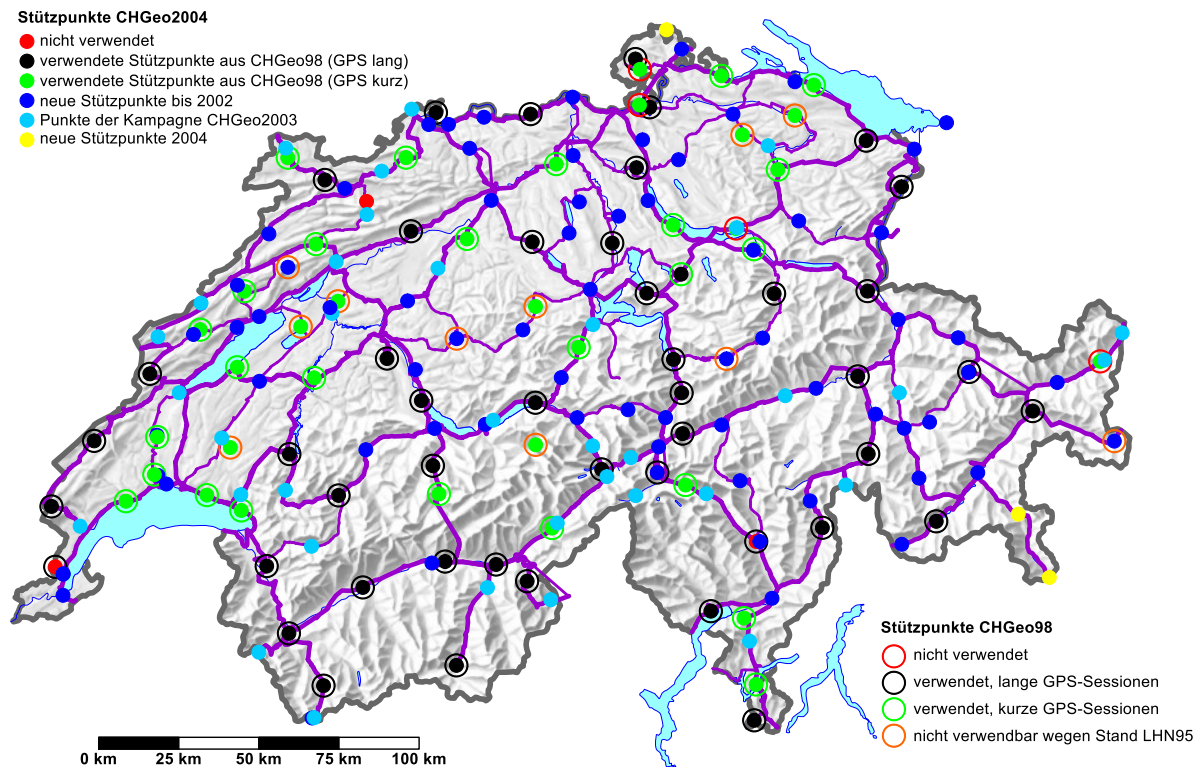 Stützpunkte CHGeo2004
nicht verwendet
verwendete Stützpunkte aus CHGeo98 (GPS lang)
verwendete Stützpunkte aus CHGeo98 (GPS kurz)
neue Stützpunkte bis 2002
Punkte der Kampagne CHGeo2003
neue Stützpunkte 2004
Stützpunkte CHGeo98
nicht verwendet
verwendet, lange GPS-Sessionen
verwendet, kurze GPS-Sessionen
nicht verwendbar wegen Stand LHN95
0 km 25 km 50 km 75 km 100 km